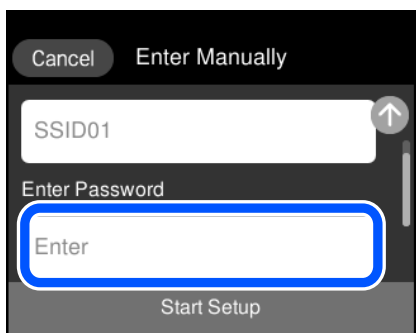 Cancel Enter Manually
SSID01
Enter Password
Enter
Start Setup